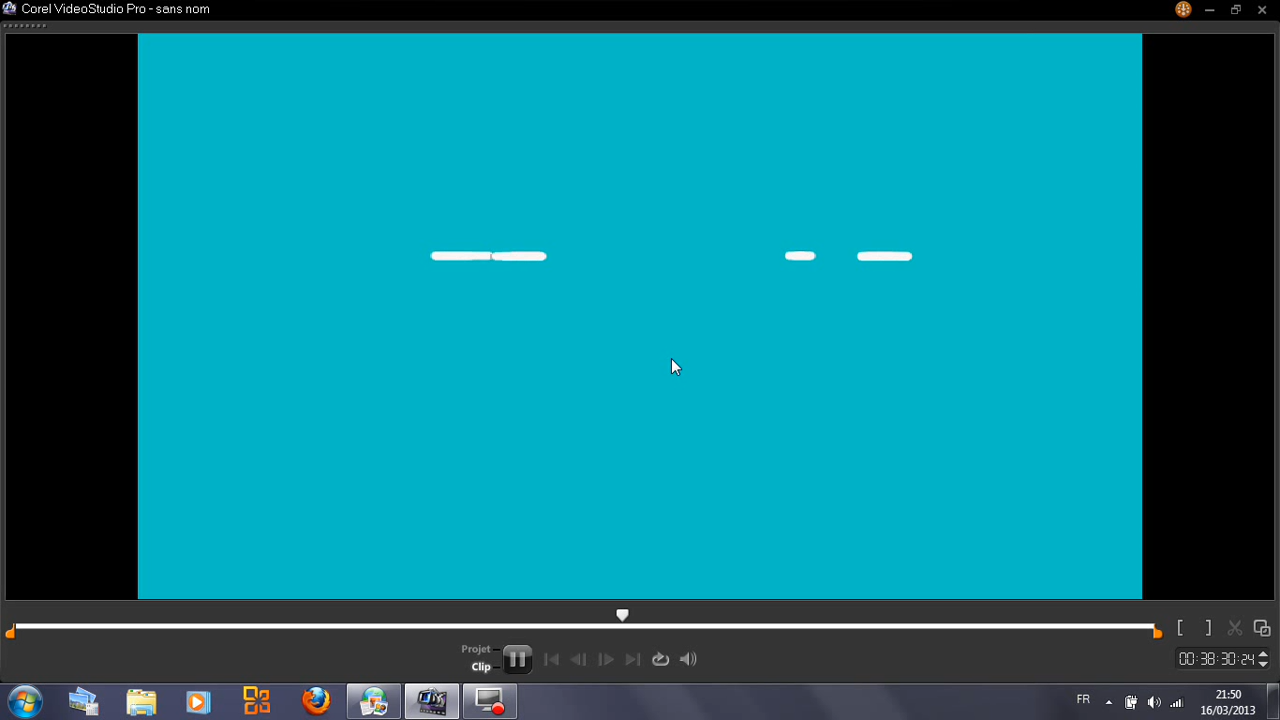 Corel VideoStudio Pro - sans nom
Projet
Clip
00:38:30:24
FR
21:50
16/03/2013